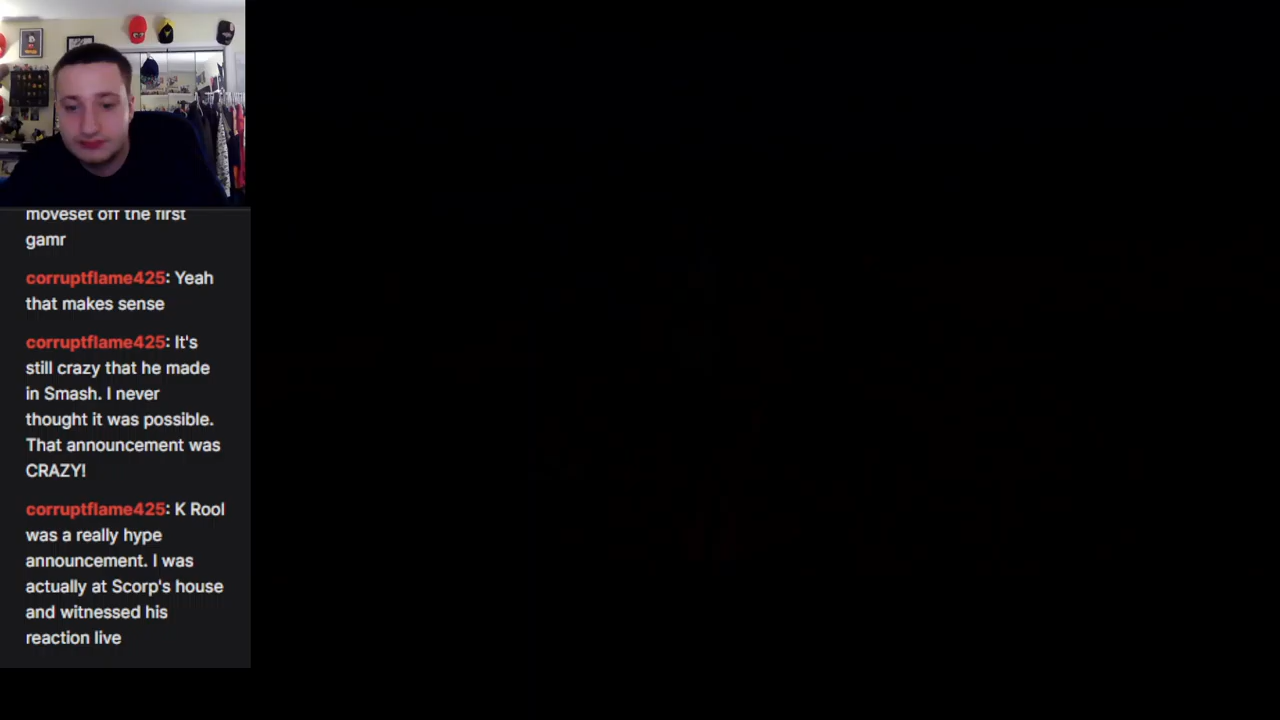 moveset off the first
gamr
corruptflame425: Yeah
that makes sense
corruptflame425: It's
still crazy that he made
in Smash. I never
thought it was possible.
That announcement was
CRAZY!
corruptflame425: K Rool
was a really hype
announcement. I was
actually at Scorp's house
and witnessed his
reaction live